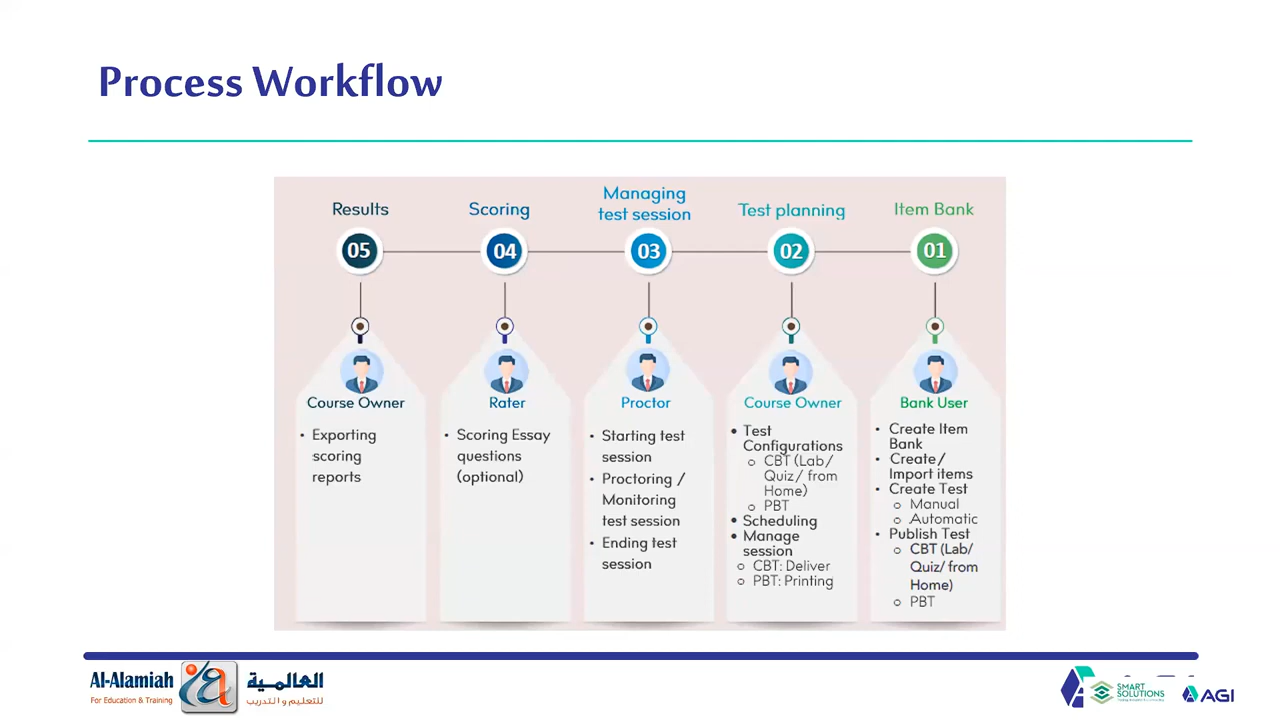 Process Workflow
Results
05
Course Owner
• Exporting
scoring
reports
Scoring
04
Rater
• Scoring Essay
questions
(optional)
Managing
test session
03
Proctor
• Starting test
session
• Proctoring /
Monitoring
test session
• Ending test
session
Test planning
02
Course Owner
• Test
Configurations
○ CBT (Lab/
Quiz/ from
Home)
○ PBT
• Scheduling
• Manage
session
○ CBT: Deliver
○ PBT: Printing
Item Bank
01
Bank User
• Create Item
Bank
• Create/
Import items
• Create Test
○ Manual
○ Automatic
• Publish Test
○ CBT (Lab/
Quiz/ from
Home)
○ PBT
Al-Alamiah
For Education & Training
العالمية
للتعليم والتدريب
SMART
SOLUTIONS
AGI